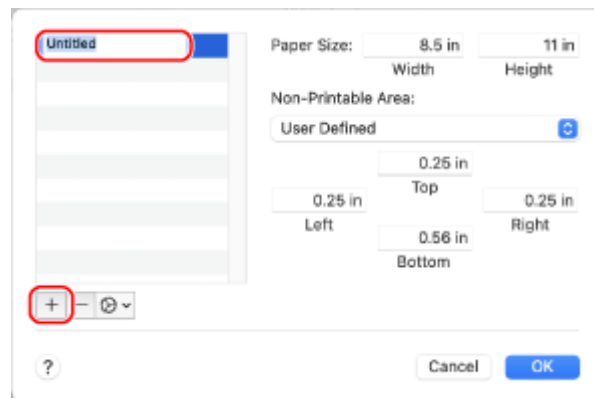 Untitled
Paper Size: 8.5 in 11 in
Width Height
Non-Printable Area:
User Defined
0.25 in
Top
0.25 in 0.25 in
Left Right
0.56 in
Bottom
+ −
?
Cancel OK